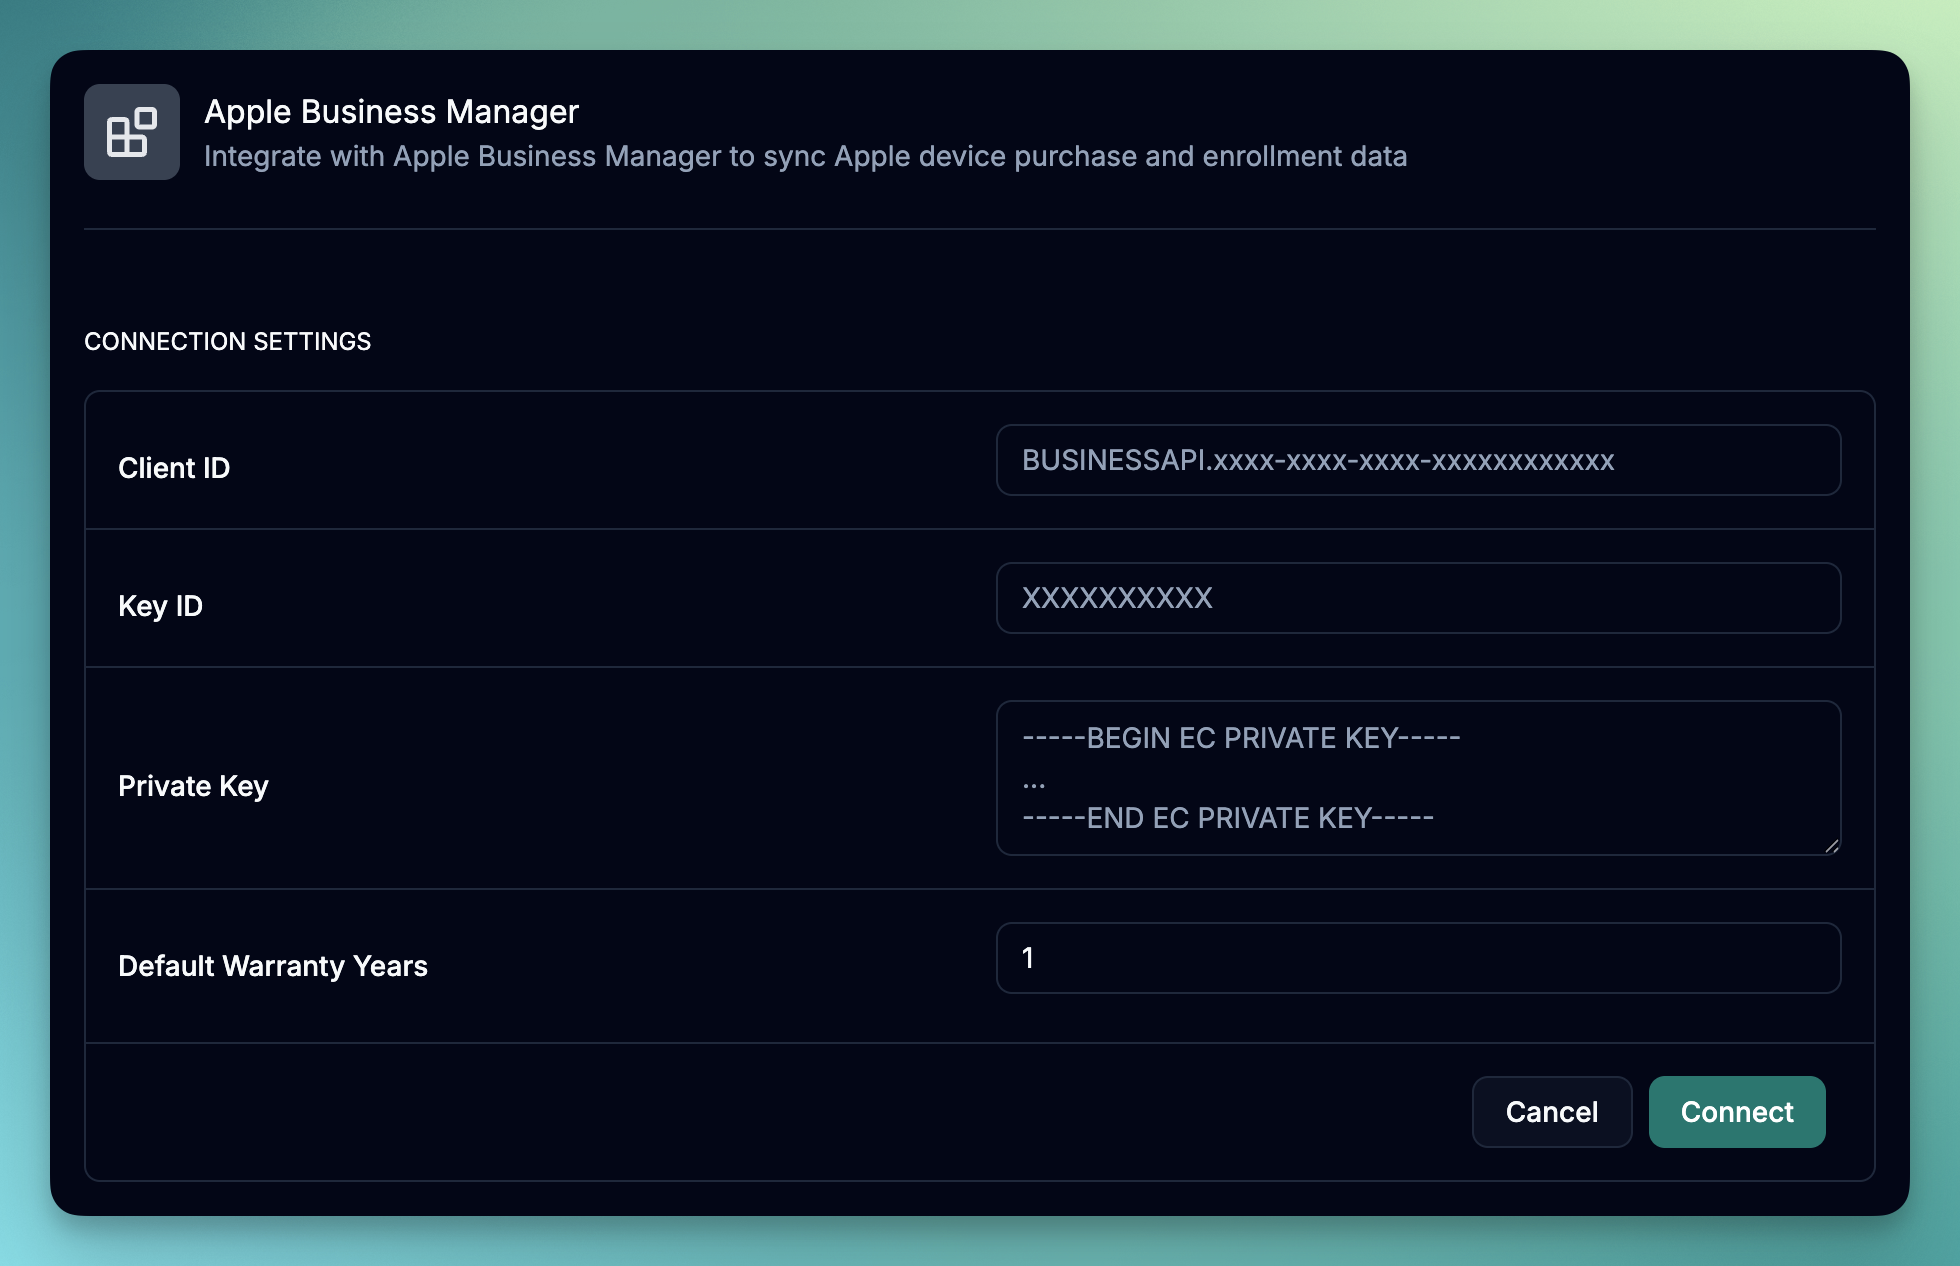 Apple Business Manager
Integrate with Apple Business Manager to sync Apple device purchase and enrollment data
CONNECTION SETTINGS
Client ID
BUSINESSAPI.xxxx-xxxx-xxxx-xxxxxxxxxxxx
Key ID
XXXXXXXXXX
Private Key
-----BEGIN EC PRIVATE KEY-----
...
-----END EC PRIVATE KEY-----
Default Warranty Years
1
Cancel
Connect